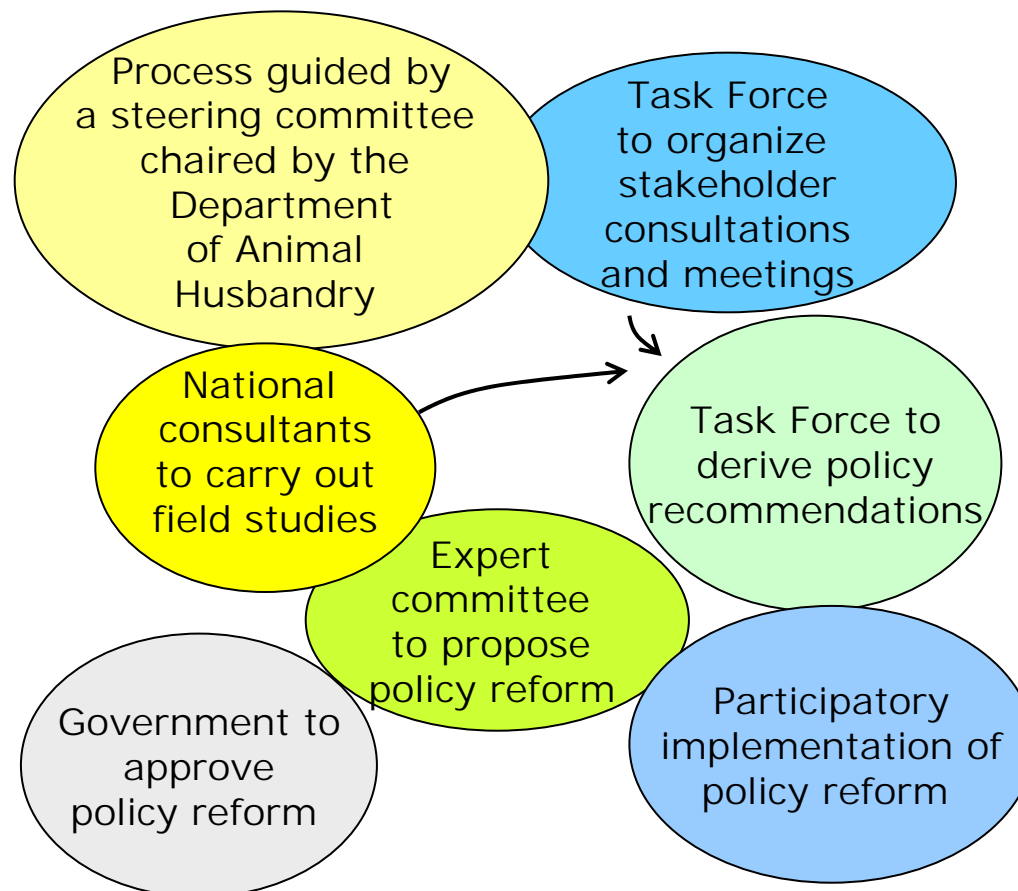 Process guided by
a steering committee
chaired by the
Department
of Animal
Husbandry
Task Force
to organize
stakeholder
consultations
and meetings
National
consultants
to carry out
field studies
Task Force to
derive policy
recommendations
Expert
committee
to propose
policy reform
Government to
approve
policy reform
Participatory
implementation of
policy reform